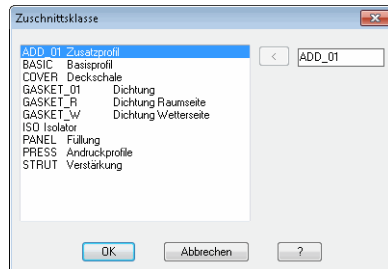 Zuschnittsklasse
ADD_01 Zusatzprofil
< ADD_01
BASIC Basisprofil
COVER Deckschale
GASKET_01 Dichtung
GASKET_R Dichtung Raumseite
GASKET_W Dichtung Wetterseite
ISO Isolator
PANEL Füllung
PRESS Andruckprofile
STRUT Verstärkung
OK Abbrechen ?